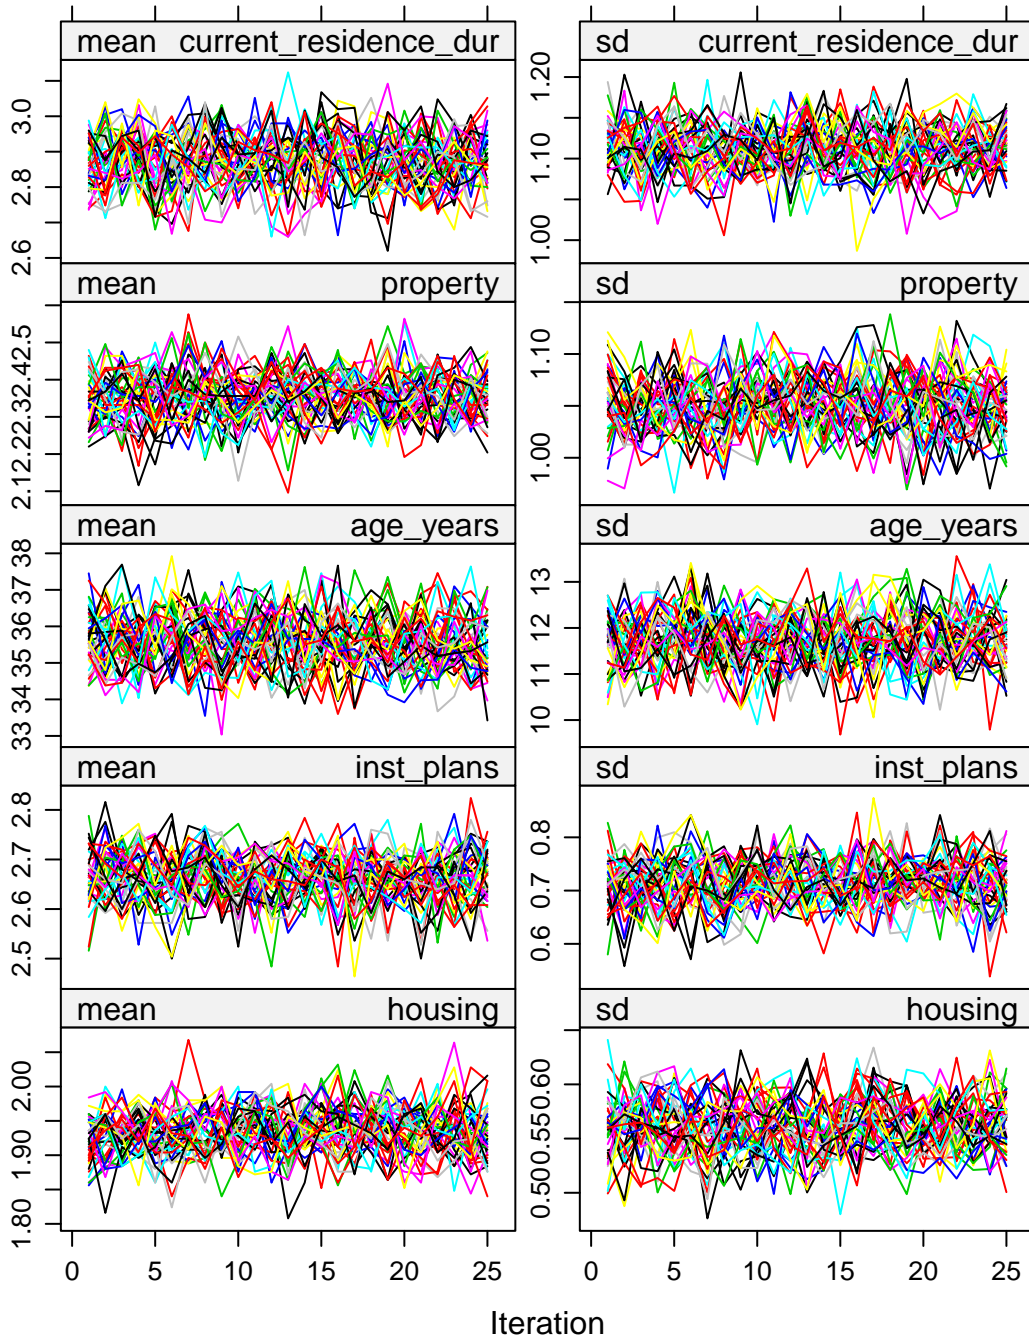 mean current_residence_dur
sd current_residence_dur
2.6 2.8 3.0
1.00 1.10 1.20
mean property
sd property
2.12.22.32.42.5
1.00 1.10
mean age_years
sd age_years
33 34 35 36 37 38
10 11 12 13
mean inst_plans
sd inst_plans
2.5 2.6 2.7 2.8
0.6 0.7 0.8
mean housing
sd housing
1.80 1.90 2.00
0.50 0.55 0.60
0 5 10 15 20 25
0 5 10 15 20 25
Iteration